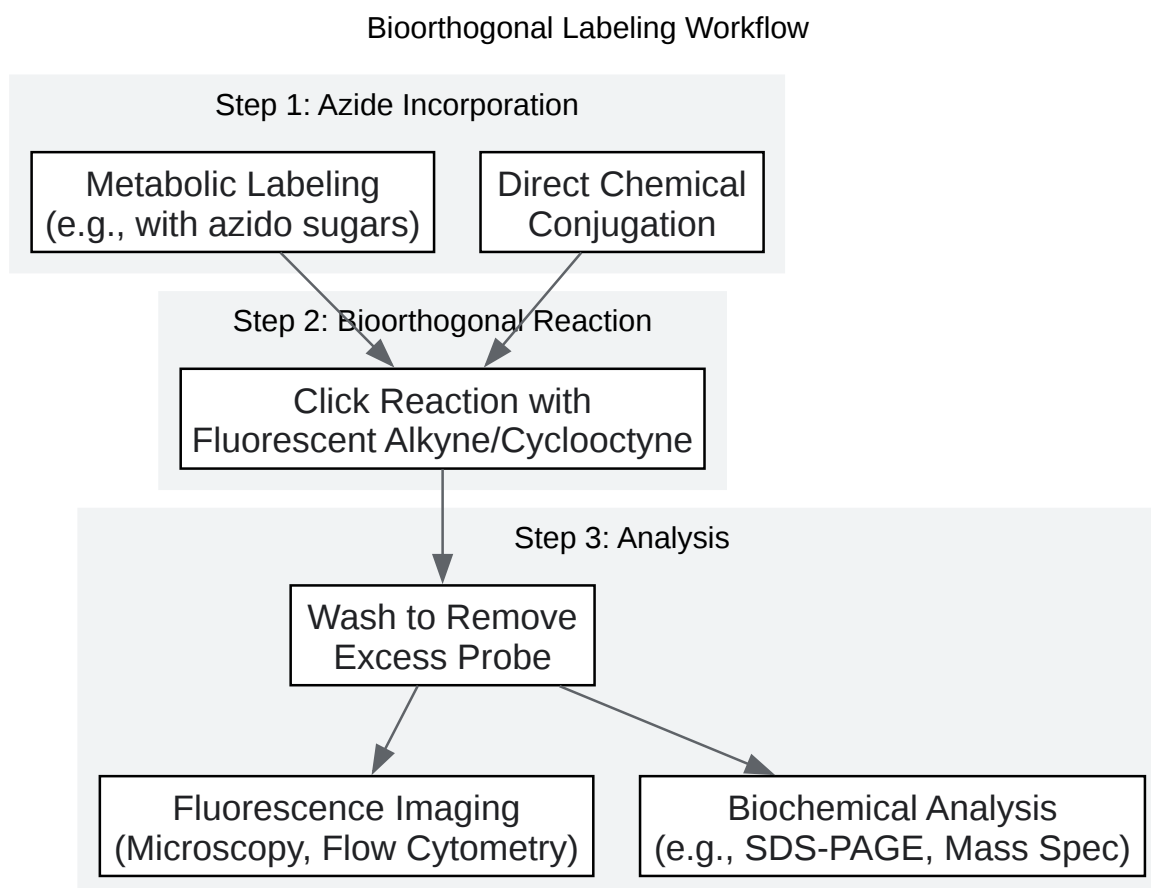 Bioorthogonal Labeling Workflow
Step 1: Azide Incorporation
Metabolic Labeling
(e.g., with azido sugars)
Direct Chemical
Conjugation
Step 2: Bioorthogonal Reaction
Click Reaction with
Fluorescent Alkyne/Cyclooctyne
Step 3: Analysis
Wash to Remove
Excess Probe
Fluorescence Imaging
(Microscopy, Flow Cytometry)
Biochemical Analysis
(e.g., SDS-PAGE, Mass Spec)